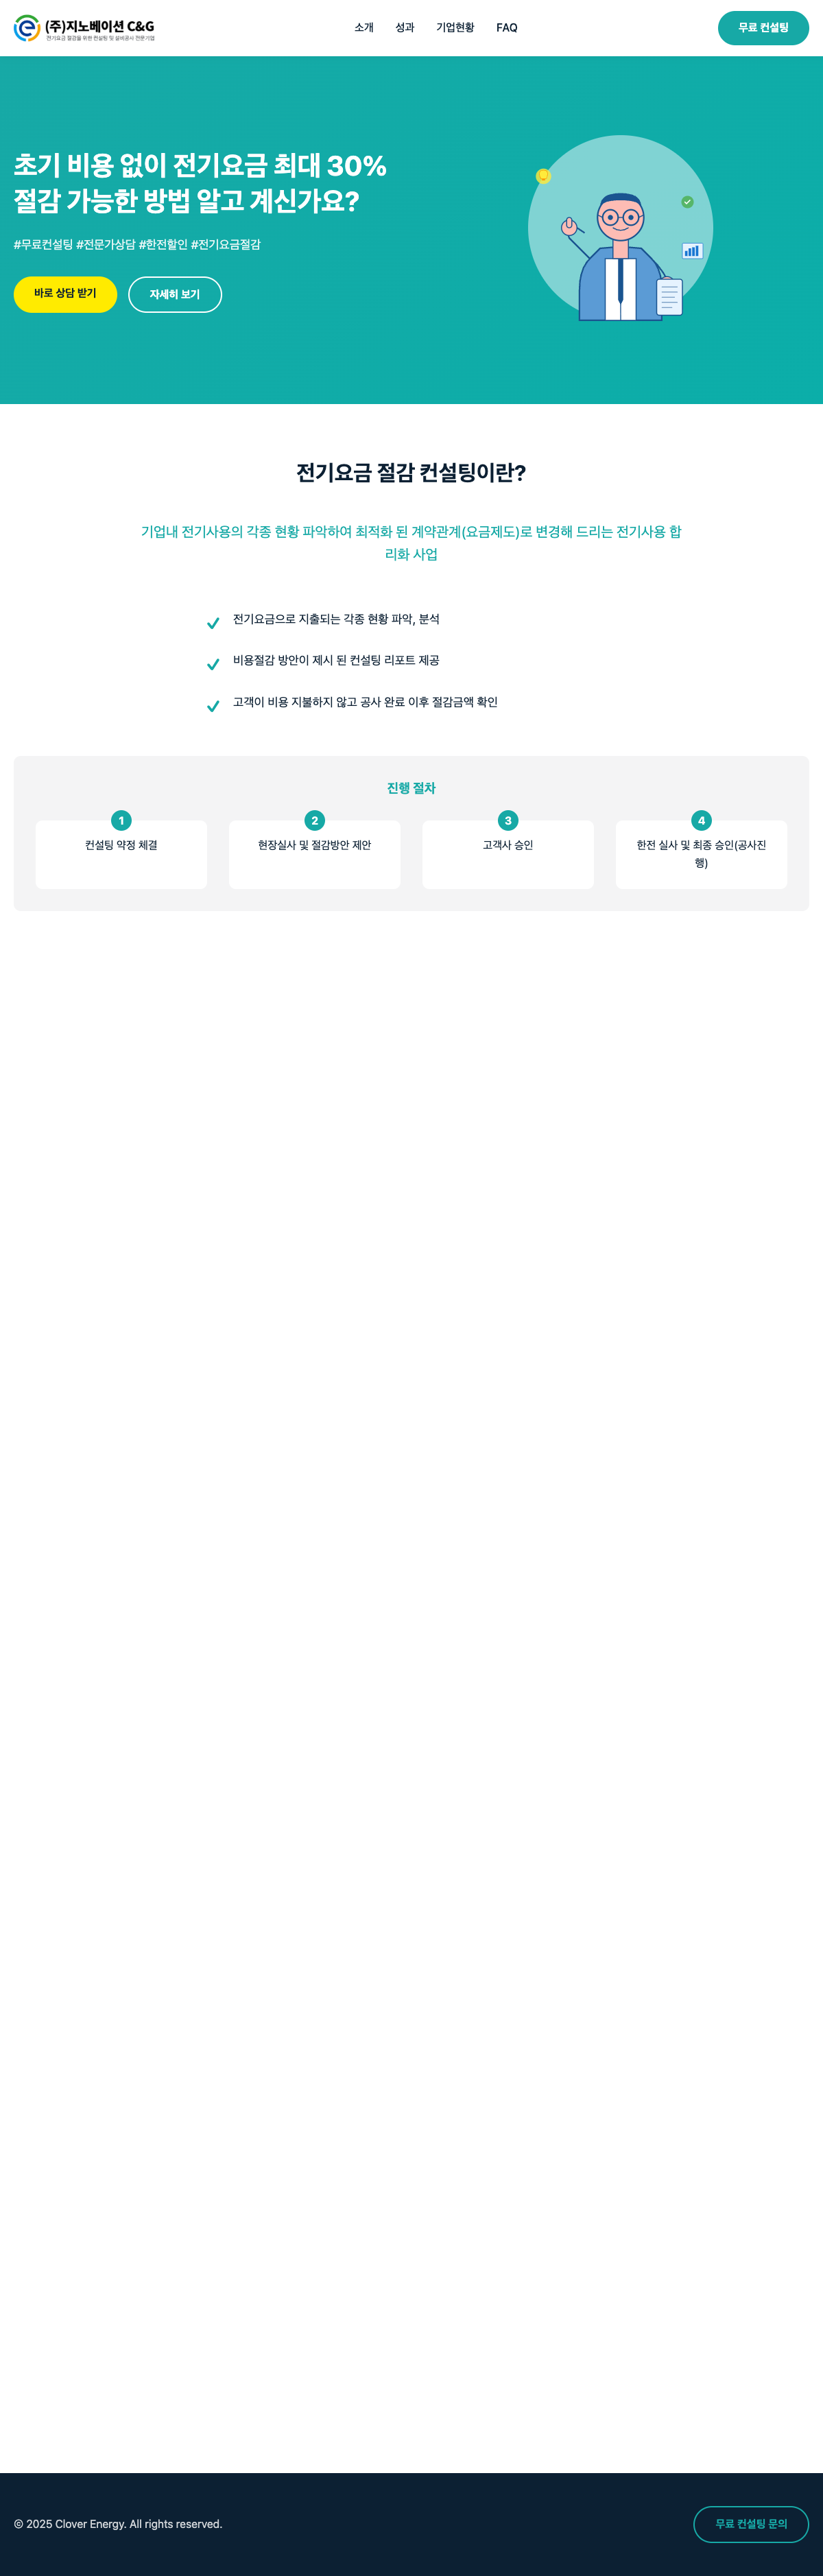 (주)지노베이션 C&G
전기요금 절감을 위한 컨설팅 및 설비공사 전문기업
소개 성과 기업현황 FAQ
무료 컨설팅
초기 비용 없이 전기요금 최대 30%
절감 가능한 방법 알고 계신가요?
#무료컨설팅 #전문가상담 #한전할인 #전기요금절감
바로 상담 받기
자세히 보기
전기요금 절감 컨설팅이란?
기업내 전기사용의 각종 현황 파악하여 최적화 된 계약관계(요금제도)로 변경해 드리는 전기사용 합
리화 사업
전기요금으로 지출되는 각종 현황 파악, 분석
비용절감 방안이 제시 된 컨설팅 리포트 제공
고객이 비용 지불하지 않고 공사 완료 이후 절감금액 확인
진행 절차
1
컨설팅 약정 체결
2
현장실사 및 절감방안 제안
3
고객사 승인
4
한전 실사 및 최종 승인(공사진
행)
© 2025 Clover Energy. All rights reserved.
무료 컨설팅 문의